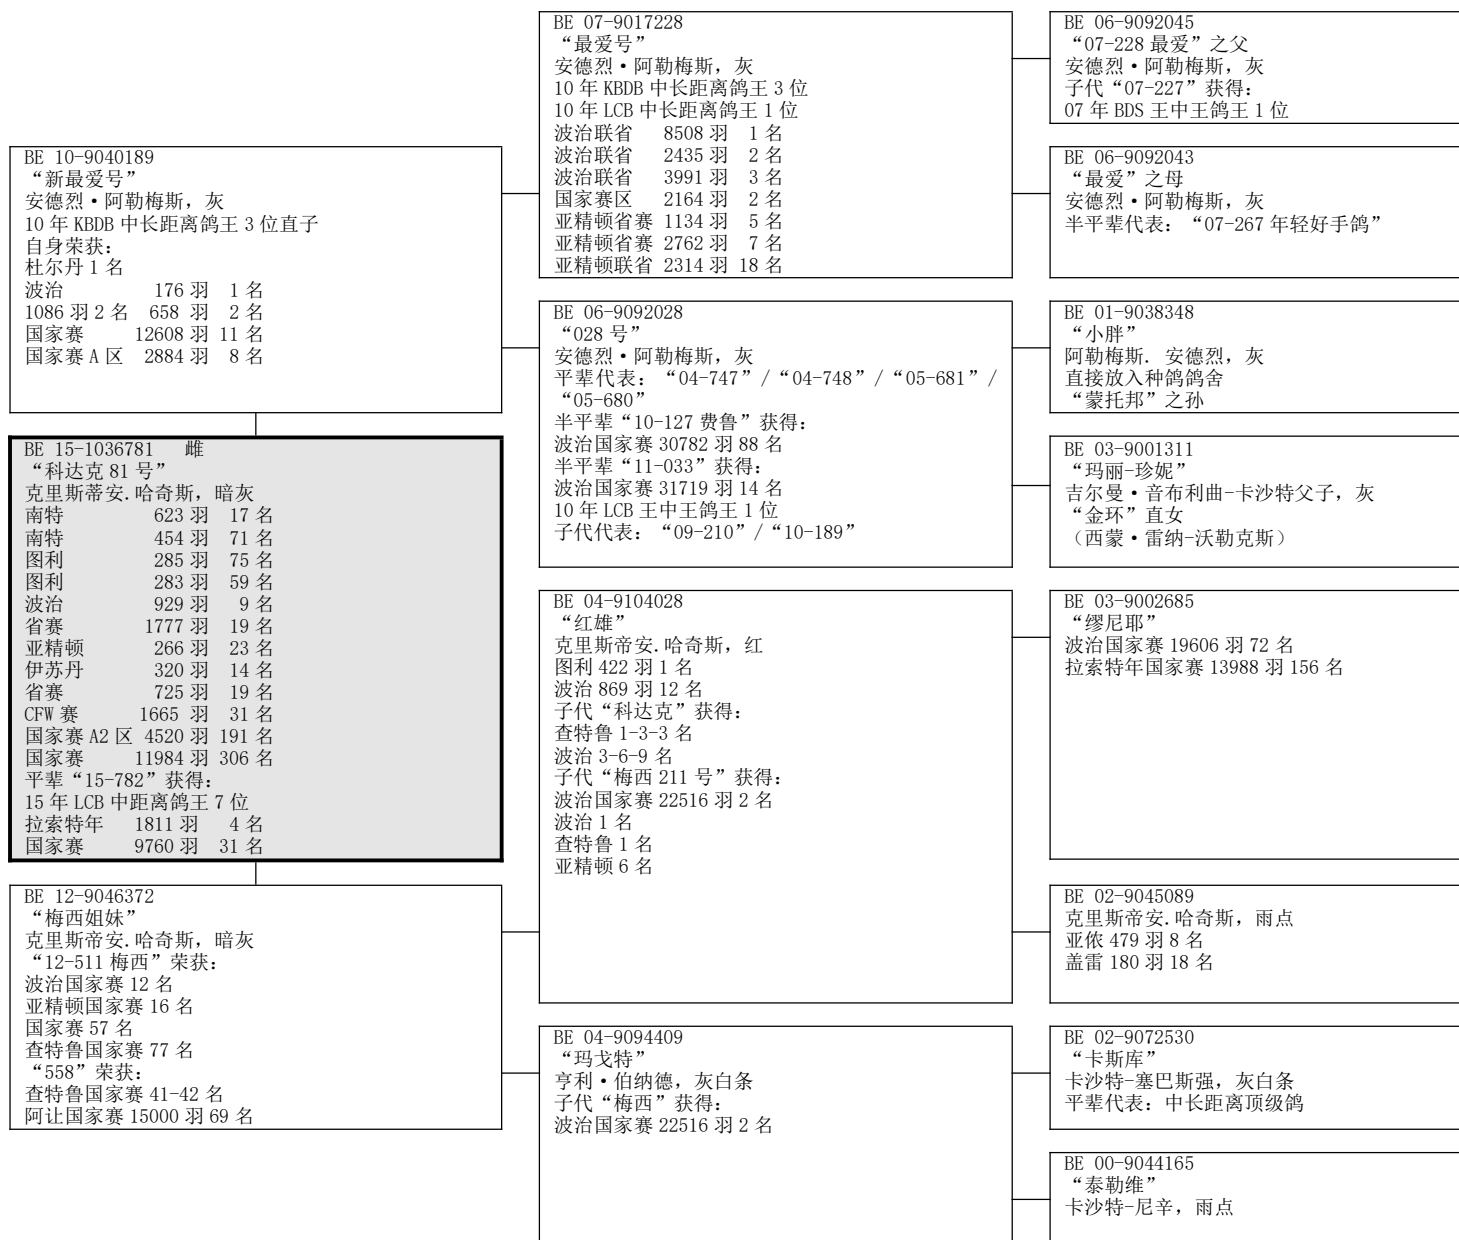 BE 10-9040189
“新最爱号”
安德烈·阿勒梅斯，灰
10 年 KBDB 中长距离鸽王 3 位直子
自身荣获：
杜尔丹 1 名
波治 176 羽 1 名
1086 羽 2 名 658 羽 2 名
国家赛 12608 羽 11 名
国家赛 A 区 2884 羽 8 名
BE 15-1036781 雌
“科达克 81 号”
克里斯蒂安.哈奇斯，暗灰
南特 623 羽 17 名
南特 454 羽 71 名
图利 285 羽 75 名
图利 283 羽 59 名
波治 929 羽 9 名
省赛 1777 羽 19 名
亚精顿 266 羽 23 名
伊苏丹 320 羽 14 名
省赛 725 羽 19 名
CFW 赛 1665 羽 31 名
国家赛 A2 区 4520 羽 191 名
国家赛 11984 羽 306 名
平辈“15-782”获得：
15 年 LCB 中距离鸽王 7 位
拉索特年 1811 羽 4 名
国家赛 9760 羽 31 名
BE 12-9046372
“梅西姐妹”
克里斯帝安.哈奇斯，暗灰
“12-511 梅西”荣获：
波治国家赛 12 名
亚精顿国家赛 16 名
国家赛 57 名
查特鲁国家赛 77 名
“558”荣获：
查特鲁国家赛 41-42 名
阿让国家赛 15000 羽 69 名
BE 07-9017228
“最爱号”
安德烈·阿勒梅斯，灰
10 年 KBDB 中长距离鸽王 3 位
10 年 LCB 中长距离鸽王 1 位
波治联省 8508 羽 1 名
波治联省 2435 羽 2 名
波治联省 3991 羽 3 名
国家赛区 2164 羽 2 名
亚精顿省赛 1134 羽 5 名
亚精顿省赛 2762 羽 7 名
亚精顿联省 2314 羽 18 名
BE 06-9092028
“028 号”
安德烈·阿勒梅斯，灰
平辈代表：“04-747”/“04-748”/“05-681”/
“05-680”
半平辈“10-127 费鲁”获得：
波治国家赛 30782 羽 88 名
半平辈“11-033”获得：
波治国家赛 31719 羽 14 名
10 年 LCB 王中王鸽王 1 位
子代代表：“09-210”/“10-189”
BE 04-9104028
“红雄”
克里斯帝安.哈奇斯，红
图利 422 羽 1 名
波治 869 羽 12 名
子代“科达克”获得：
查特鲁 1-3-3 名
波治 3-6-9 名
子代“梅西 211 号”获得：
波治国家赛 22516 羽 2 名
波治 1 名
查特鲁 1 名
亚精顿 6 名
BE 04-9094409
“玛戈特”
亨利·伯纳德，灰白条
子代“梅西”获得：
波治国家赛 22516 羽 2 名
BE 06-9092045
“07-228 最爱”之父
安德烈·阿勒梅斯，灰
子代“07-227”获得：
07 年 BDS 王中王鸽王 1 位
BE 06-9092043
“最爱”之母
安德烈·阿勒梅斯，灰
半平辈代表：“07-267 年轻好手鸽”
BE 01-9038348
“小胖”
阿勒梅斯. 安德烈，灰
直接放入种鸽鸽舍
“蒙托邦”之孙
BE 03-9001311
“玛丽-珍妮”
吉尔曼·音布利曲-卡沙特父子，灰
“金环”直女
（西蒙·雷纳-沃勒克斯）
BE 03-9002685
“缪尼耶”
波治国家赛 19606 羽 72 名
拉索特年国家赛 13988 羽 156 名
BE 02-9045089
克里斯帝安.哈奇斯，雨点
亚侬 479 羽 8 名
盖雷 180 羽 18 名
BE 02-9072530
“卡斯库”
卡沙特-塞巴斯强，灰白条
平辈代表：中长距离顶级鸽
BE 00-9044165
“泰勒维”
卡沙特-尼辛，雨点